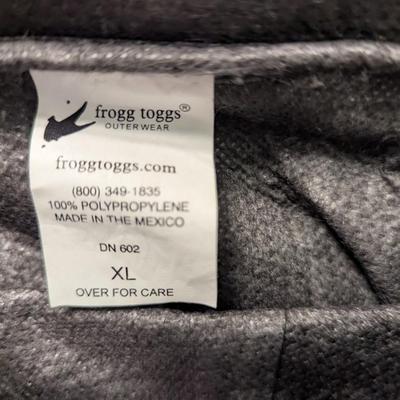 frogg toggs®
OUTERWEAR
froggtoggs.com
(800) 349-1835
100% POLYPROPYLENE
MADE IN THE MEXICO
DN 602
XL
OVER FOR CARE